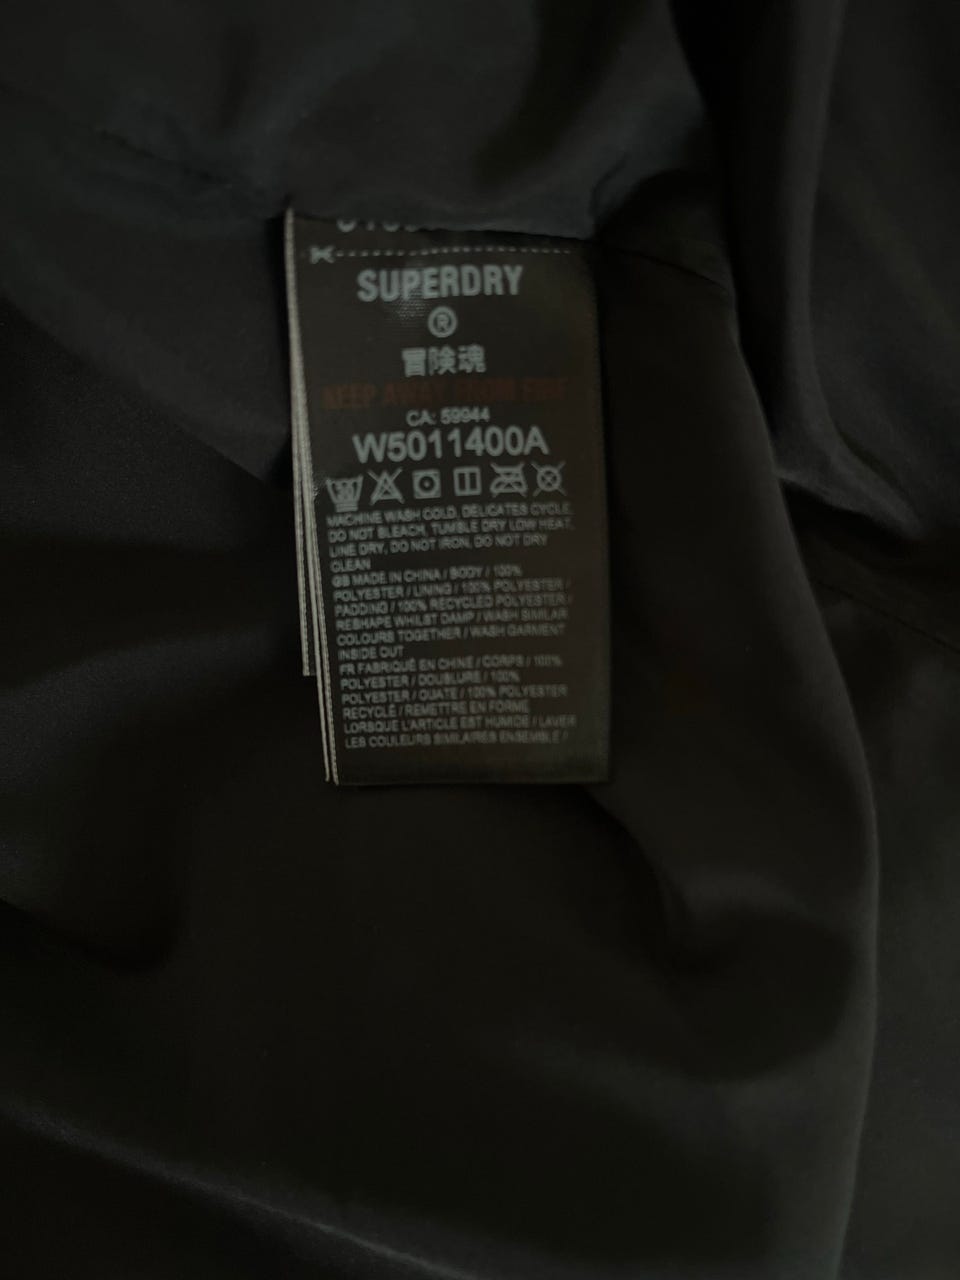 SUPERDRY
®
冒険魂
KEEP AWAY FROM FIRE
CA: 59944
W5011400A
MACHINE WASH COLD, DELICATES CYCLE,
DO NOT BLEACH, TUMBLE DRY LOW HEAT,
LINE DRY, DO NOT IRON, DO NOT DRY
CLEAN
GB MADE IN CHINA / BODY / 100%
POLYESTER / LINING / 100% POLYESTER /
PADDING / 100% RECYCLED POLYESTER /
RESHAPE WHILST DAMP / WASH SIMILAR
COLOURS TOGETHER / WASH GARMENT
INSIDE OUT
FR FABRIQUÉ EN CHINE / CORPS / 100%
POLYESTER / DOUBLURE / 100%
POLYESTER / OUATE / 100% POLYESTER
RECYCLÉ / REMETTRE EN FORME
LORSQUE L'ARTICLE EST HUMIDE / LAVER
LES COULEURS SIMILAIRES ENSEMBLE /